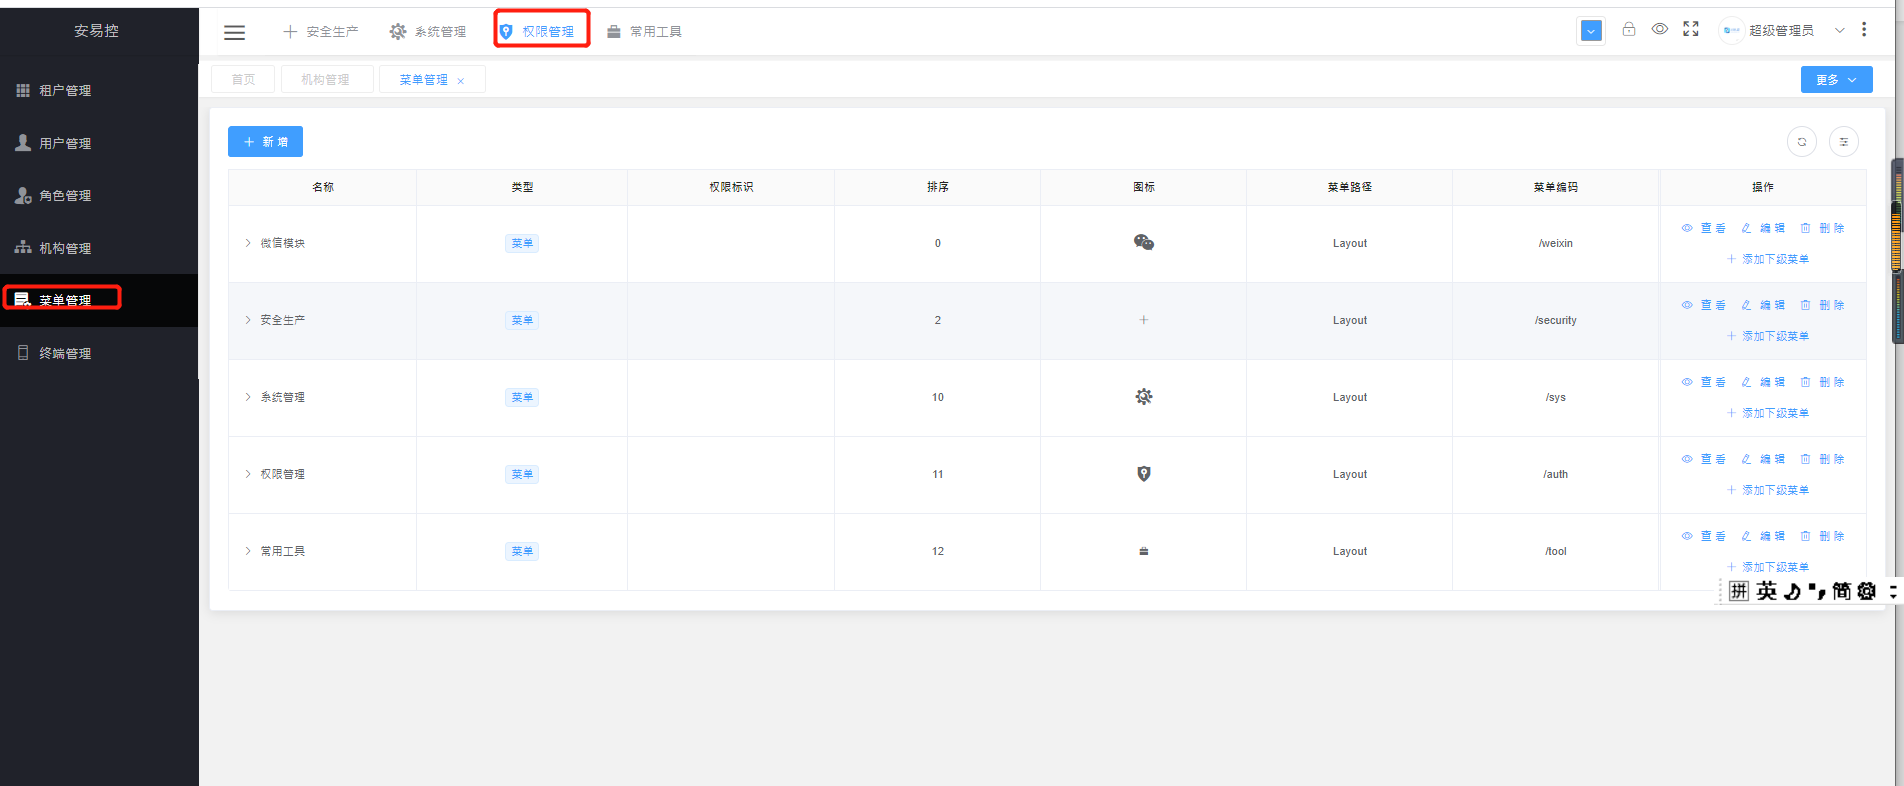 安易控
安全生产 系统管理 权限管理 常用工具 超级管理员
首页 机构管理 菜单管理 × 更多
租户管理
用户管理
角色管理
机构管理
菜单管理
终端管理
+ 新增
名称 类型 权限标识 排序 图标 菜单路径 菜单编码 操作
微信模块 菜单 0 Layout /weixin 查看 编辑 删除
+ 添加下级菜单
安全生产 菜单 2 Layout /security 查看 编辑 删除
+ 添加下级菜单
系统管理 菜单 10 Layout /sys 查看 编辑 删除
+ 添加下级菜单
权限管理 菜单 11 Layout /auth 查看 编辑 删除
+ 添加下级菜单
常用工具 菜单 12 Layout /tool 查看 编辑 删除
+ 添加下级菜单
拼 英 简